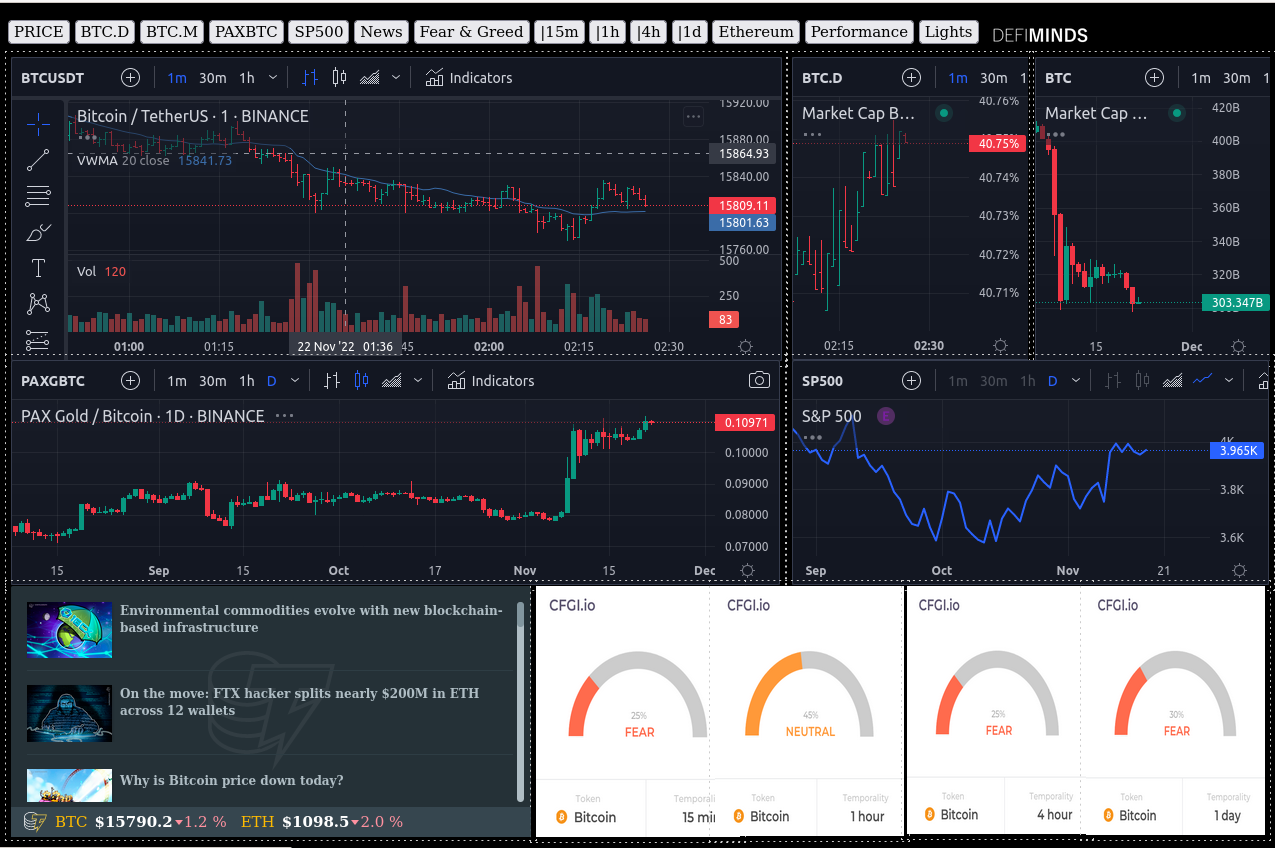 PRICE BTC.D BTC.M PAXBTC SP500 News Fear & Greed |15m |1h |4h |1d Ethereum Performance Lights DEFIMINDS
BTCUSDT 1m 30m 1h Indicators
Bitcoin / TetherUS · 1 · BINANCE
VWMA 20 close 15841.73
15920.00
15880.00
15864.93
15840.00
15809.11
15801.63
15760.00
Vol 120
500
250
83
01:00 01:15 22 Nov '22 01:36 :45 02:00 02:15 02:30
BTC.D 1m 30m 1
Market Cap B...
40.76%
40.75%
40.74%
40.73%
40.72%
40.71%
02:15 02:30
BTC 1m 30m 1
Market Cap ...
420B
400B
380B
360B
340B
320B
303.347B
15 Dec
PAXGBTC 1m 30m 1h D Indicators
PAX Gold / Bitcoin · 1D · BINANCE
0.10971
0.10000
0.09000
0.08000
0.07000
15 Sep 15 Oct 17 Nov 15 Dec
SP500 1m 30m 1h D
S&P 500 E
4K
3.965K
3.8K
3.6K
Sep Oct Nov 21
Environmental commodities evolve with new blockchain-
based infrastructure
On the move: FTX hacker splits nearly $200M in ETH
across 12 wallets
Why is Bitcoin price down today?
BTC $15790.2 1.2 % ETH $1098.5 2.0 %
CFGI.io
25%
FEAR
Token Temporali
Bitcoin 15 min
CFGI.io
45%
NEUTRAL
Token Temporality
Bitcoin 1 hour
CFGI.io
25%
FEAR
Token Temporality
Bitcoin 4 hour
CFGI.io
30%
FEAR
Token Temporality
Bitcoin 1 day